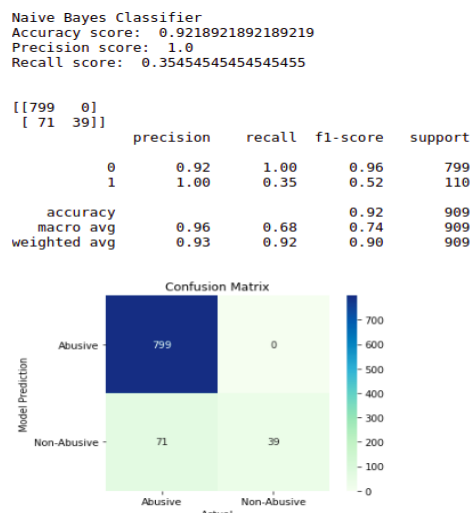 Naive Bayes Classifier
Accuracy score:  0.9218921892189219
Precision score:  1.0
Recall score:  0.35454545454545455
[[799   0]
 [ 71  39]]
precision    recall  f1-score   support
0       0.92      1.00      0.96       799
1       1.00      0.35      0.52       110
accuracy                           0.92       909
macro avg       0.96      0.68      0.74       909
weighted avg       0.93      0.92      0.90       909
Confusion Matrix
Model Prediction
Abusive
799
0
Non-Abusive
71
39
Abusive
Non-Abusive
Actual
700
600
500
400
300
200
100
0